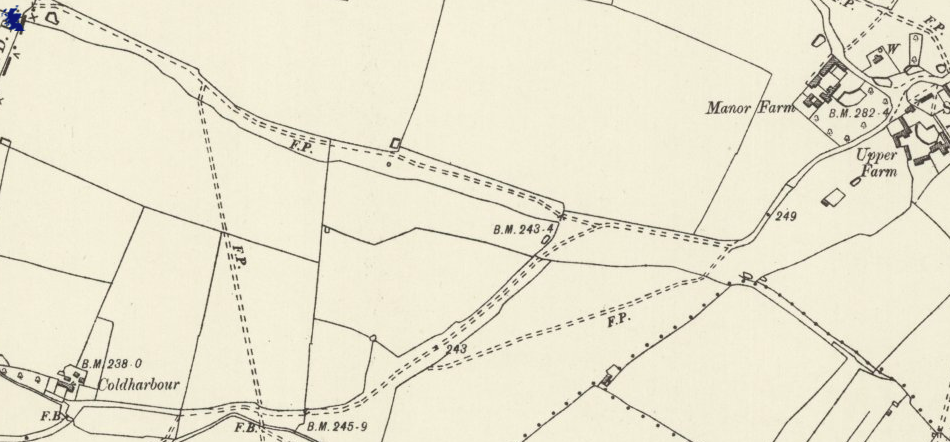 F.P.
F.P.
W
Manor Farm
B.M. 282·4
F.P.
Upper
Farm
249
B.M. 243·4
F.P.
F.P.
243
B.M. 238·0
Coldharbour
F.B.
F.B.
B.M. 245·9